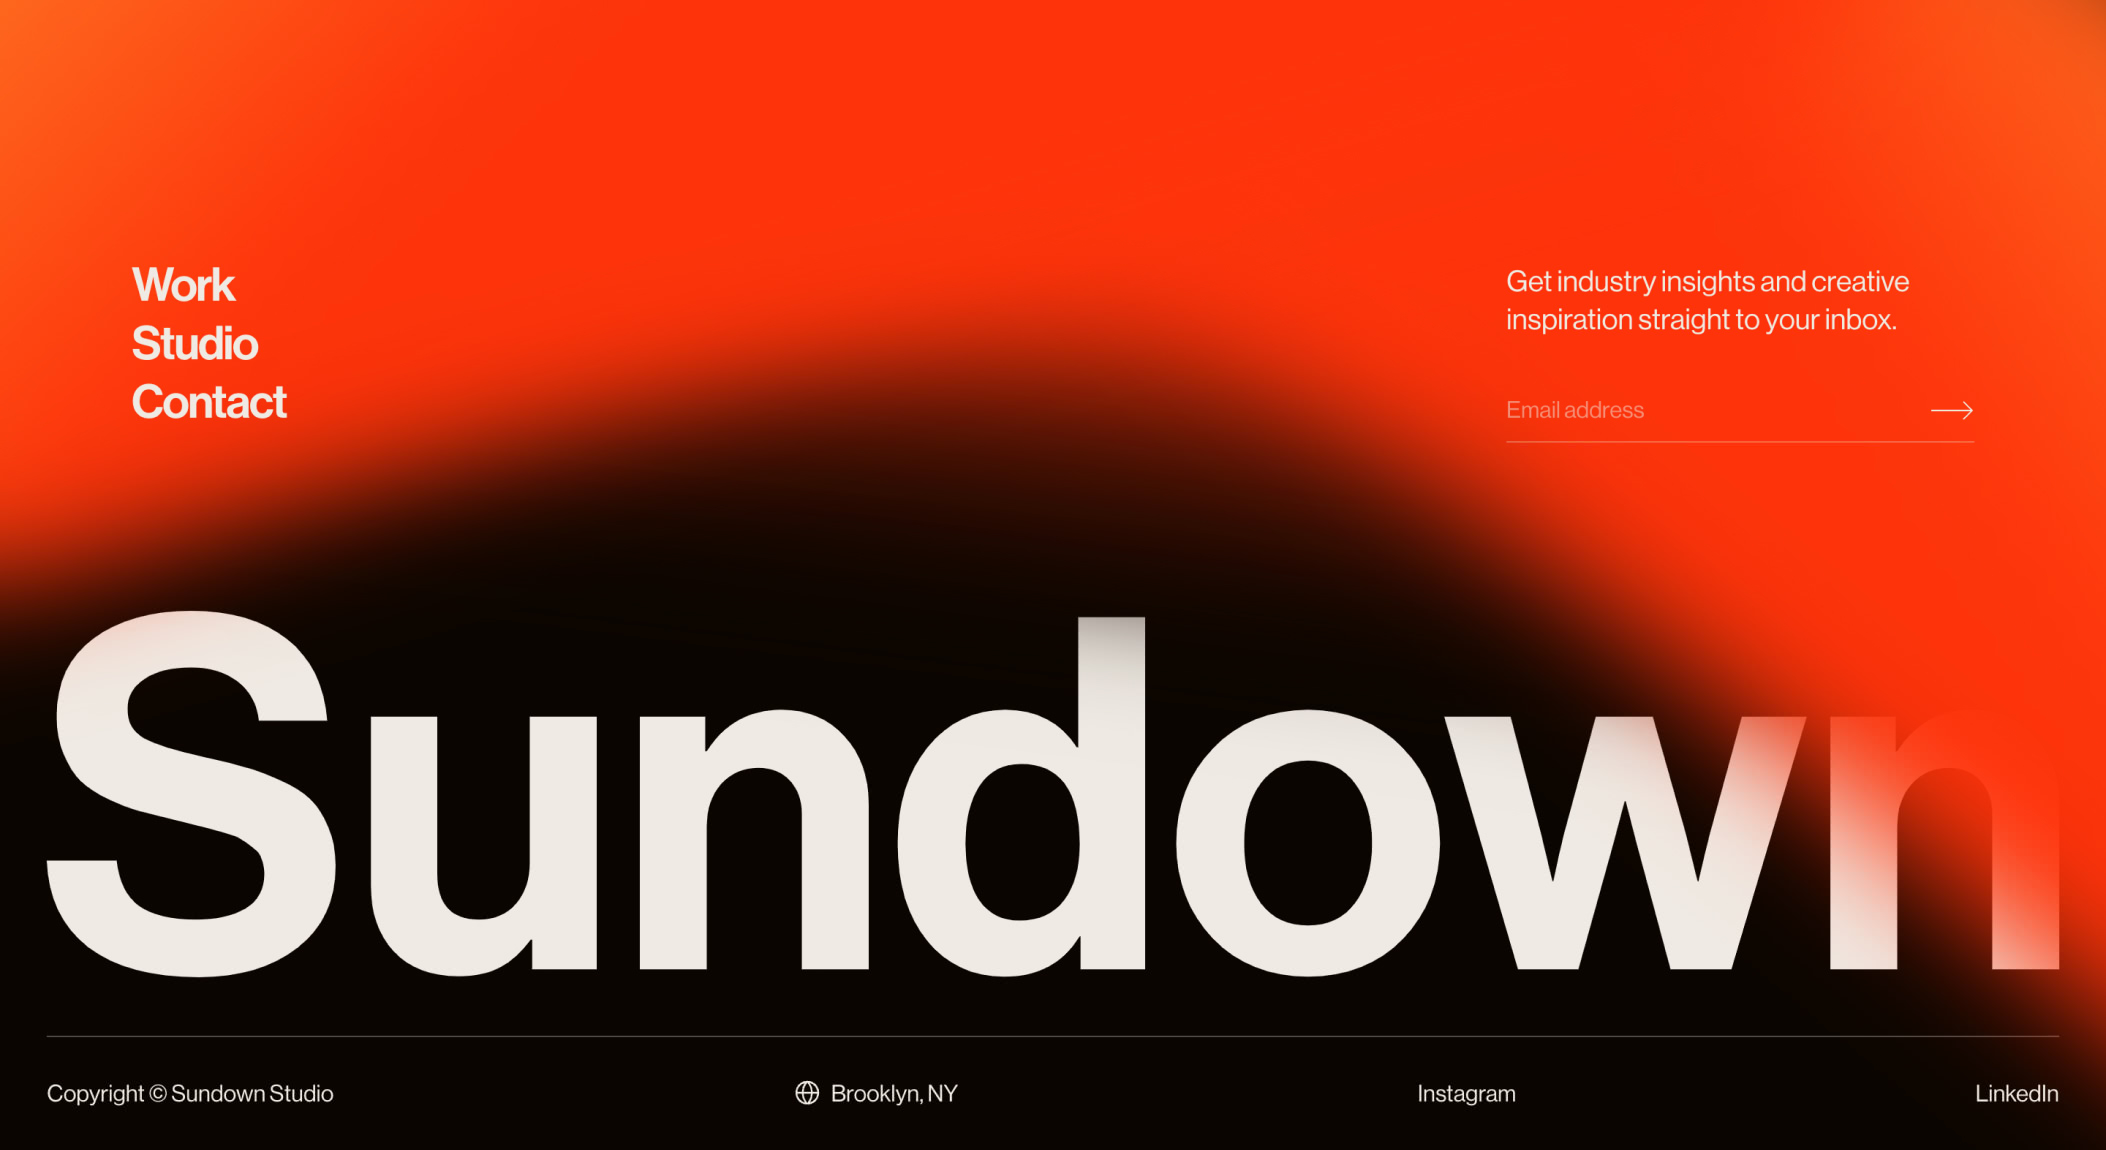 Work
Studio
Contact
Get industry insights and creative
inspiration straight to your inbox.
Email address
Sundown
Copyright © Sundown Studio
Brooklyn, NY
Instagram
LinkedIn